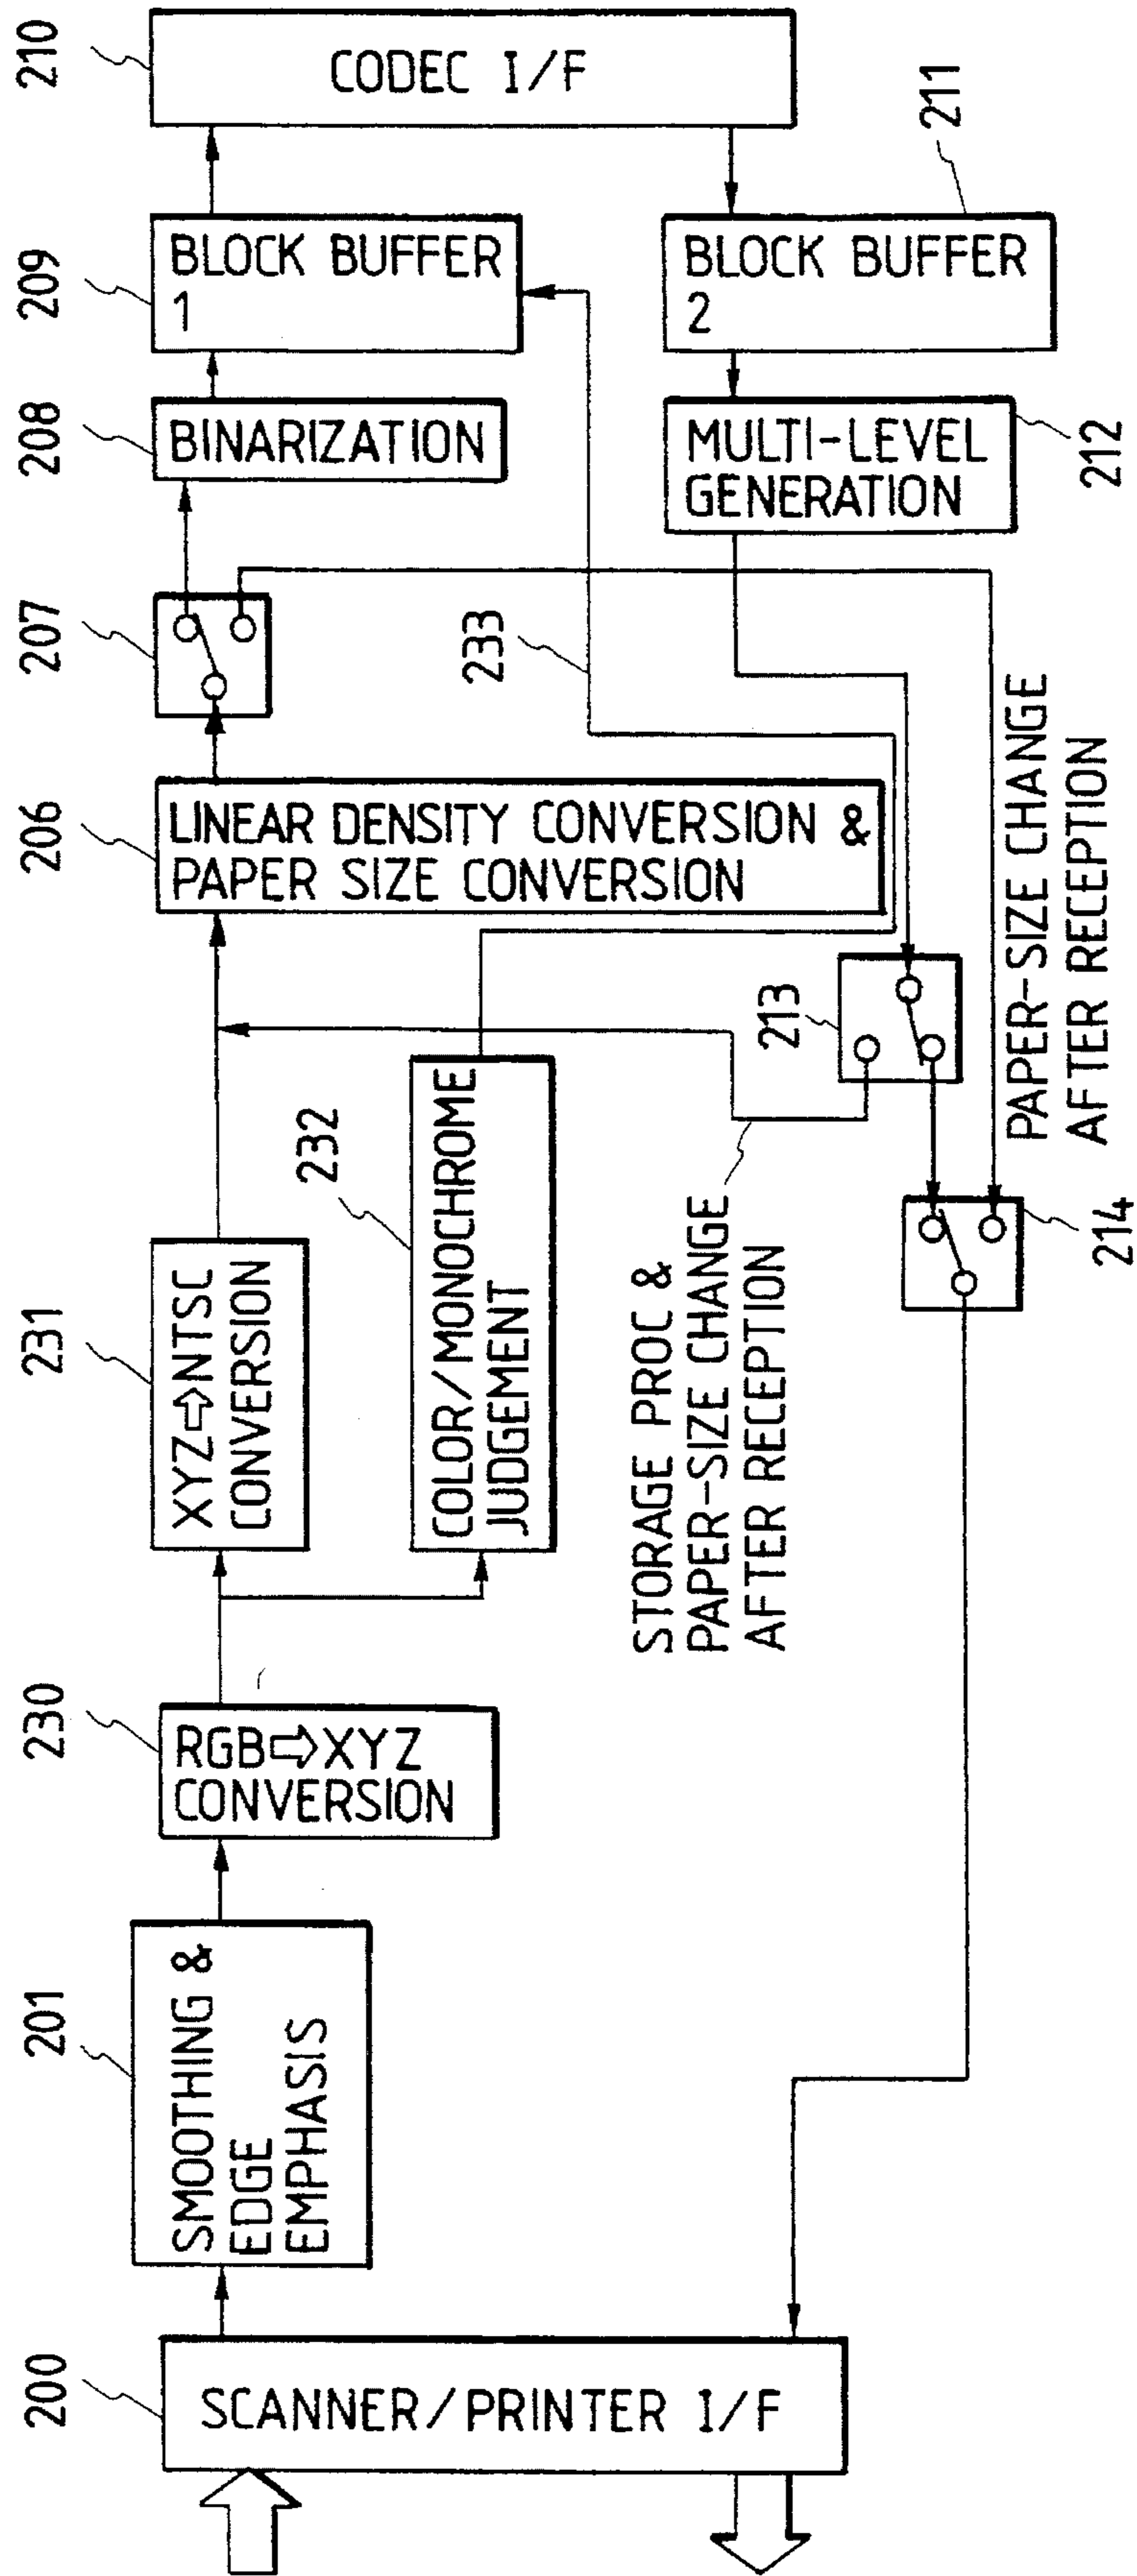 200
SCANNER/PRINTER I/F
201
SMOOTHING &
EDGE
EMPHASIS
230
RGB⇨XYZ
CONVERSION
231
XYZ⇨NTSC
CONVERSION
232
COLOR/MONOCHROME
JUDGEMENT
206
LINEAR DENSITY CONVERSION &
PAPER SIZE CONVERSION
207
208
BINARIZATION
209
BLOCK BUFFER
1
210
CODEC I/F
233
STORAGE PROC &
PAPER-SIZE CHANGE
AFTER RECEPTION
213
214
PAPER-SIZE CHANGE
AFTER RECEPTION
MULTI-LEVEL
GENERATION
212
BLOCK BUFFER
2
211